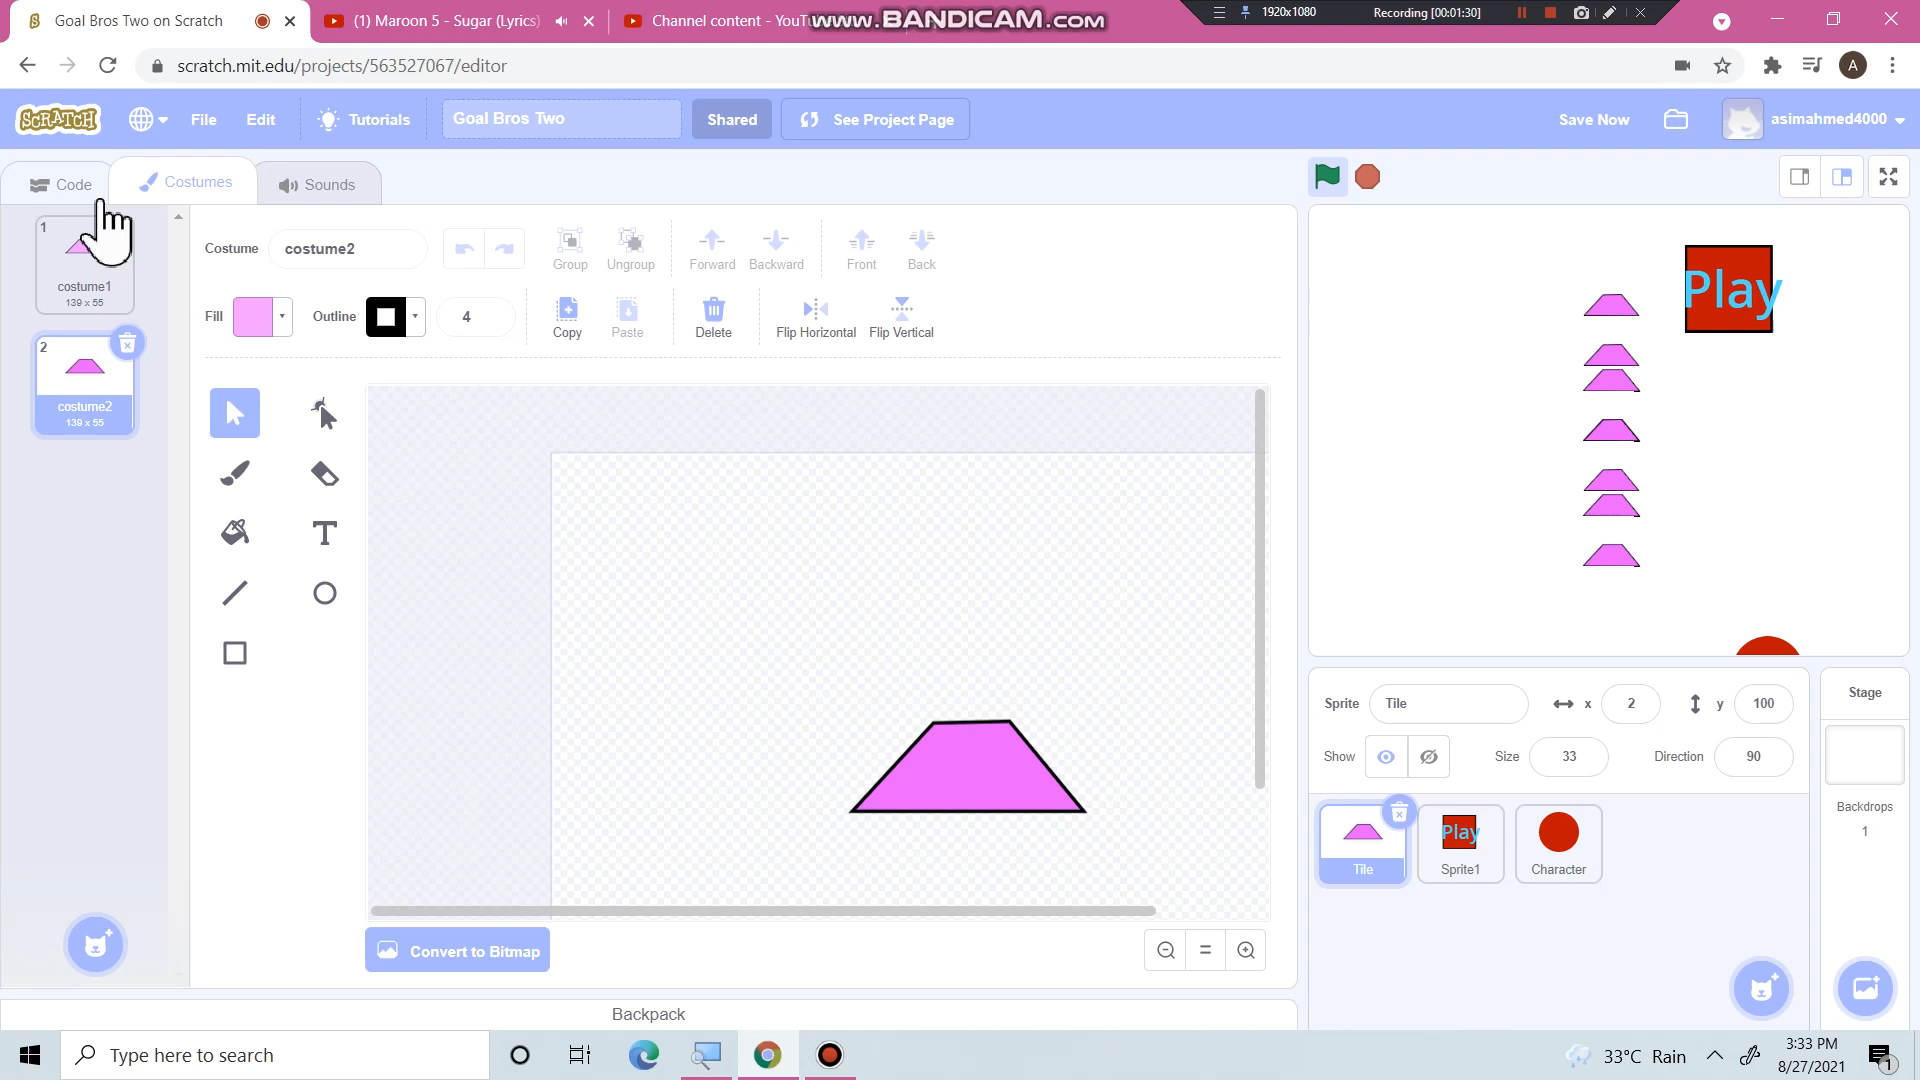 Goal Bros Two on Scratch
(1) Maroon 5 - Sugar (Lyrics)
Channel content - YouTu
www.BANDICAM.COM
1920x1080
Recording [00:01:30]
scratch.mit.edu/projects/563527067/editor
A
SCRATCH
File
Edit
Tutorials
Goal Bros Two
Shared
See Project Page
Save Now
asimahmed4000
Code
Costumes
Sounds
1
costume1
139 x 55
2
costume2
139 x 55
Costume
costume2
Group
Ungroup
Forward
Backward
Front
Back
Fill
Outline
4
Copy
Paste
Delete
Flip Horizontal
Flip Vertical
T
Convert to Bitmap
Backpack
Play
Sprite
Tile
x
2
y
100
Show
Size
33
Direction
90
Tile
Play
Sprite1
Character
Stage
Backdrops
1
Type here to search
33°C Rain
3:33 PM
8/27/2021
1